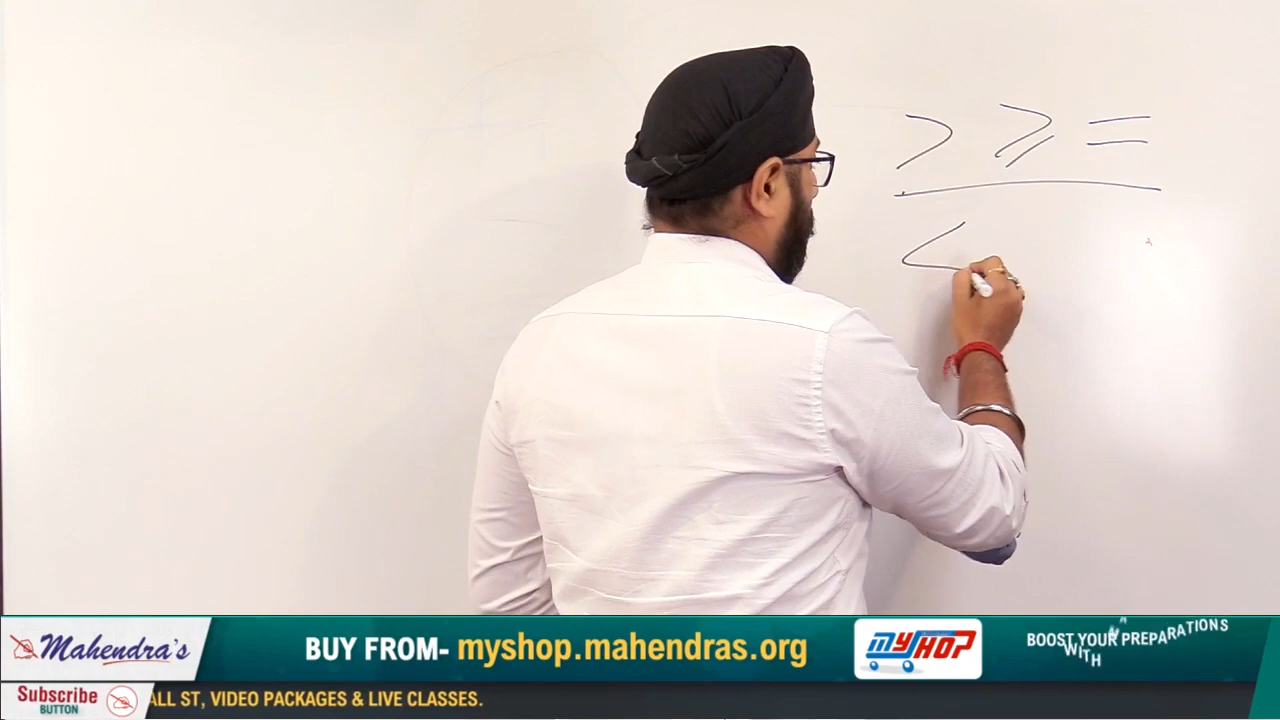 > ≥ =
<
Mahendra's
BUY FROM- myshop.mahendras.org
MYSHOP
BOOST YOUR PREPARATIONS
WITH
Subscribe
BUTTON
ALL ST, VIDEO PACKAGES & LIVE CLASSES.